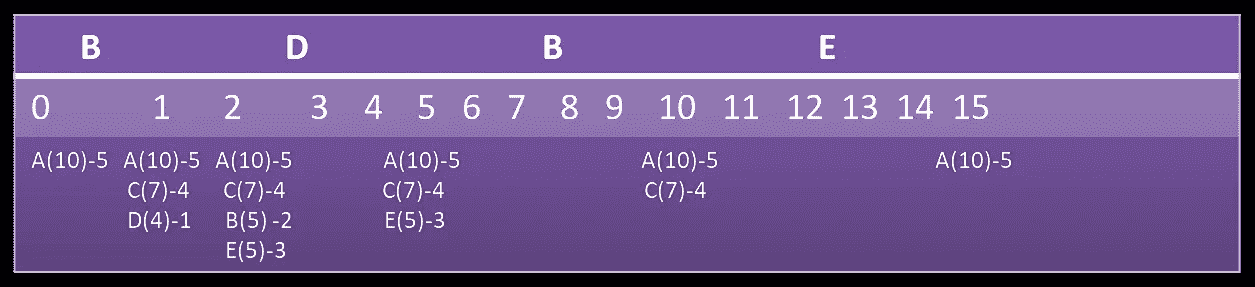 B D B E
0 1 2 3 4 5 6 7 8 9 10 11 12 13 14 15
A(10)-5 A(10)-5 A(10)-5 A(10)-5 A(10)-5 A(10)-5
C(7)-4 C(7)-4 C(7)-4 C(7)-4
D(4)-1 B(5) -2 E(5)-3
E(5)-3